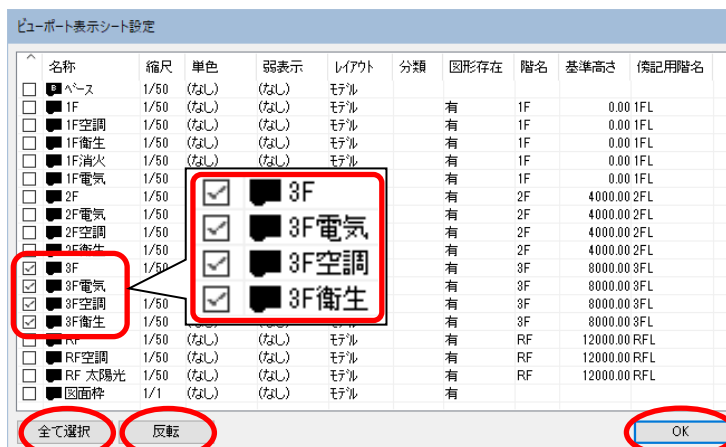 ビューポート表示シート設定
名称 縮尺 単色 弱表示 レイアウト 分類 図形存在 階名 基準高さ 傍記用階名
B ベース 1/50 (なし) (なし) モデル
1F 1/50 (なし) (なし) モデル 有 1F 0.00 1FL
1F空調 1/50 (なし) (なし) モデル 有 1F 0.00 1FL
1F衛生 1/50 (なし) (なし) モデル 有 1F 0.00 1FL
1F消火 1/50 (なし) (なし) モデル 有 1F 0.00 1FL
1F電気 1/50 有 1F 0.00 1FL
2F 1/50 有 2F 4000.00 2FL
2F電気 1/50 有 2F 4000.00 2FL
2F空調 1/50 有 2F 4000.00 2FL
2F衛生 1/50 有 2F 4000.00 2FL
3F 1/50 有 3F 8000.00 3FL
3F電気 有 3F 8000.00 3FL
3F空調 1/50 有 3F 8000.00 3FL
3F衛生 1/50 (なし) (なし) モデル 有 3F 8000.00 3FL
RF 1/50 (なし) (なし) モデル 有 RF 12000.00 RFL
RF空調 1/50 (なし) (なし) モデル 有 RF 12000.00 RFL
RF 太陽光 1/50 (なし) (なし) モデル 有 RF 12000.00 RFL
図面枠 1/1 (なし) (なし) モデル 有
3F
3F電気
3F空調
3F衛生
全て選択 反転 OK